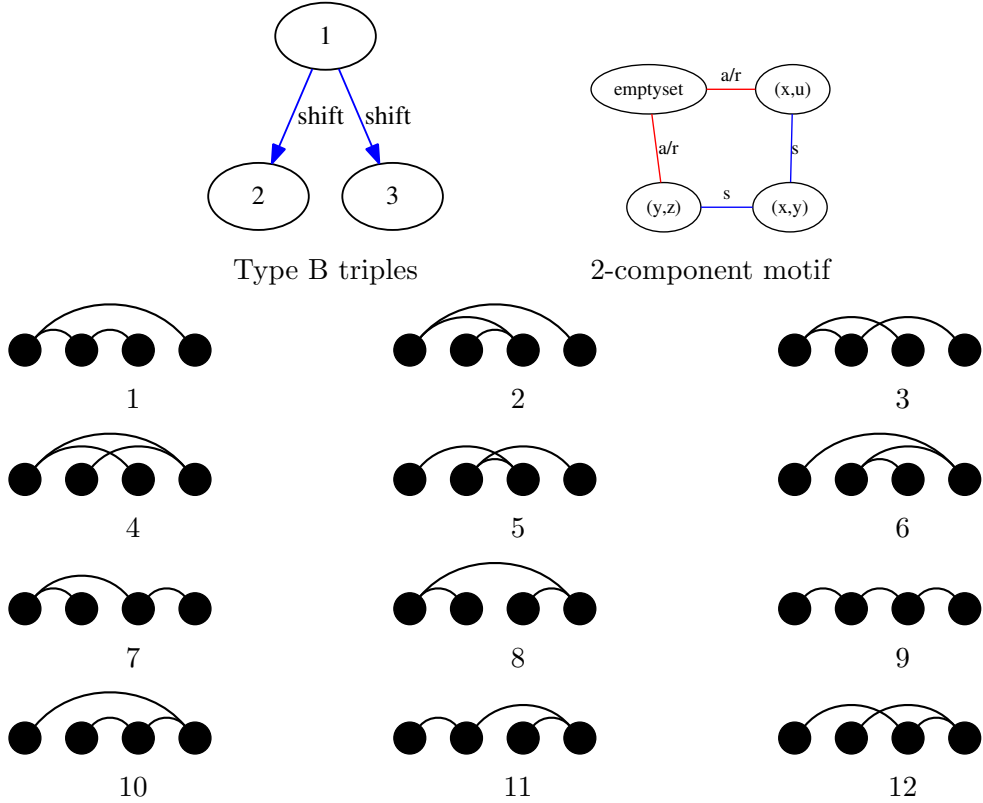 1
shift shift
2 3
Type B triples
emptyset a/r (x,u)
a/r s
(y,z) s (x,y)
2-component motif
1 2 3
4 5 6
7 8 9
10 11 12